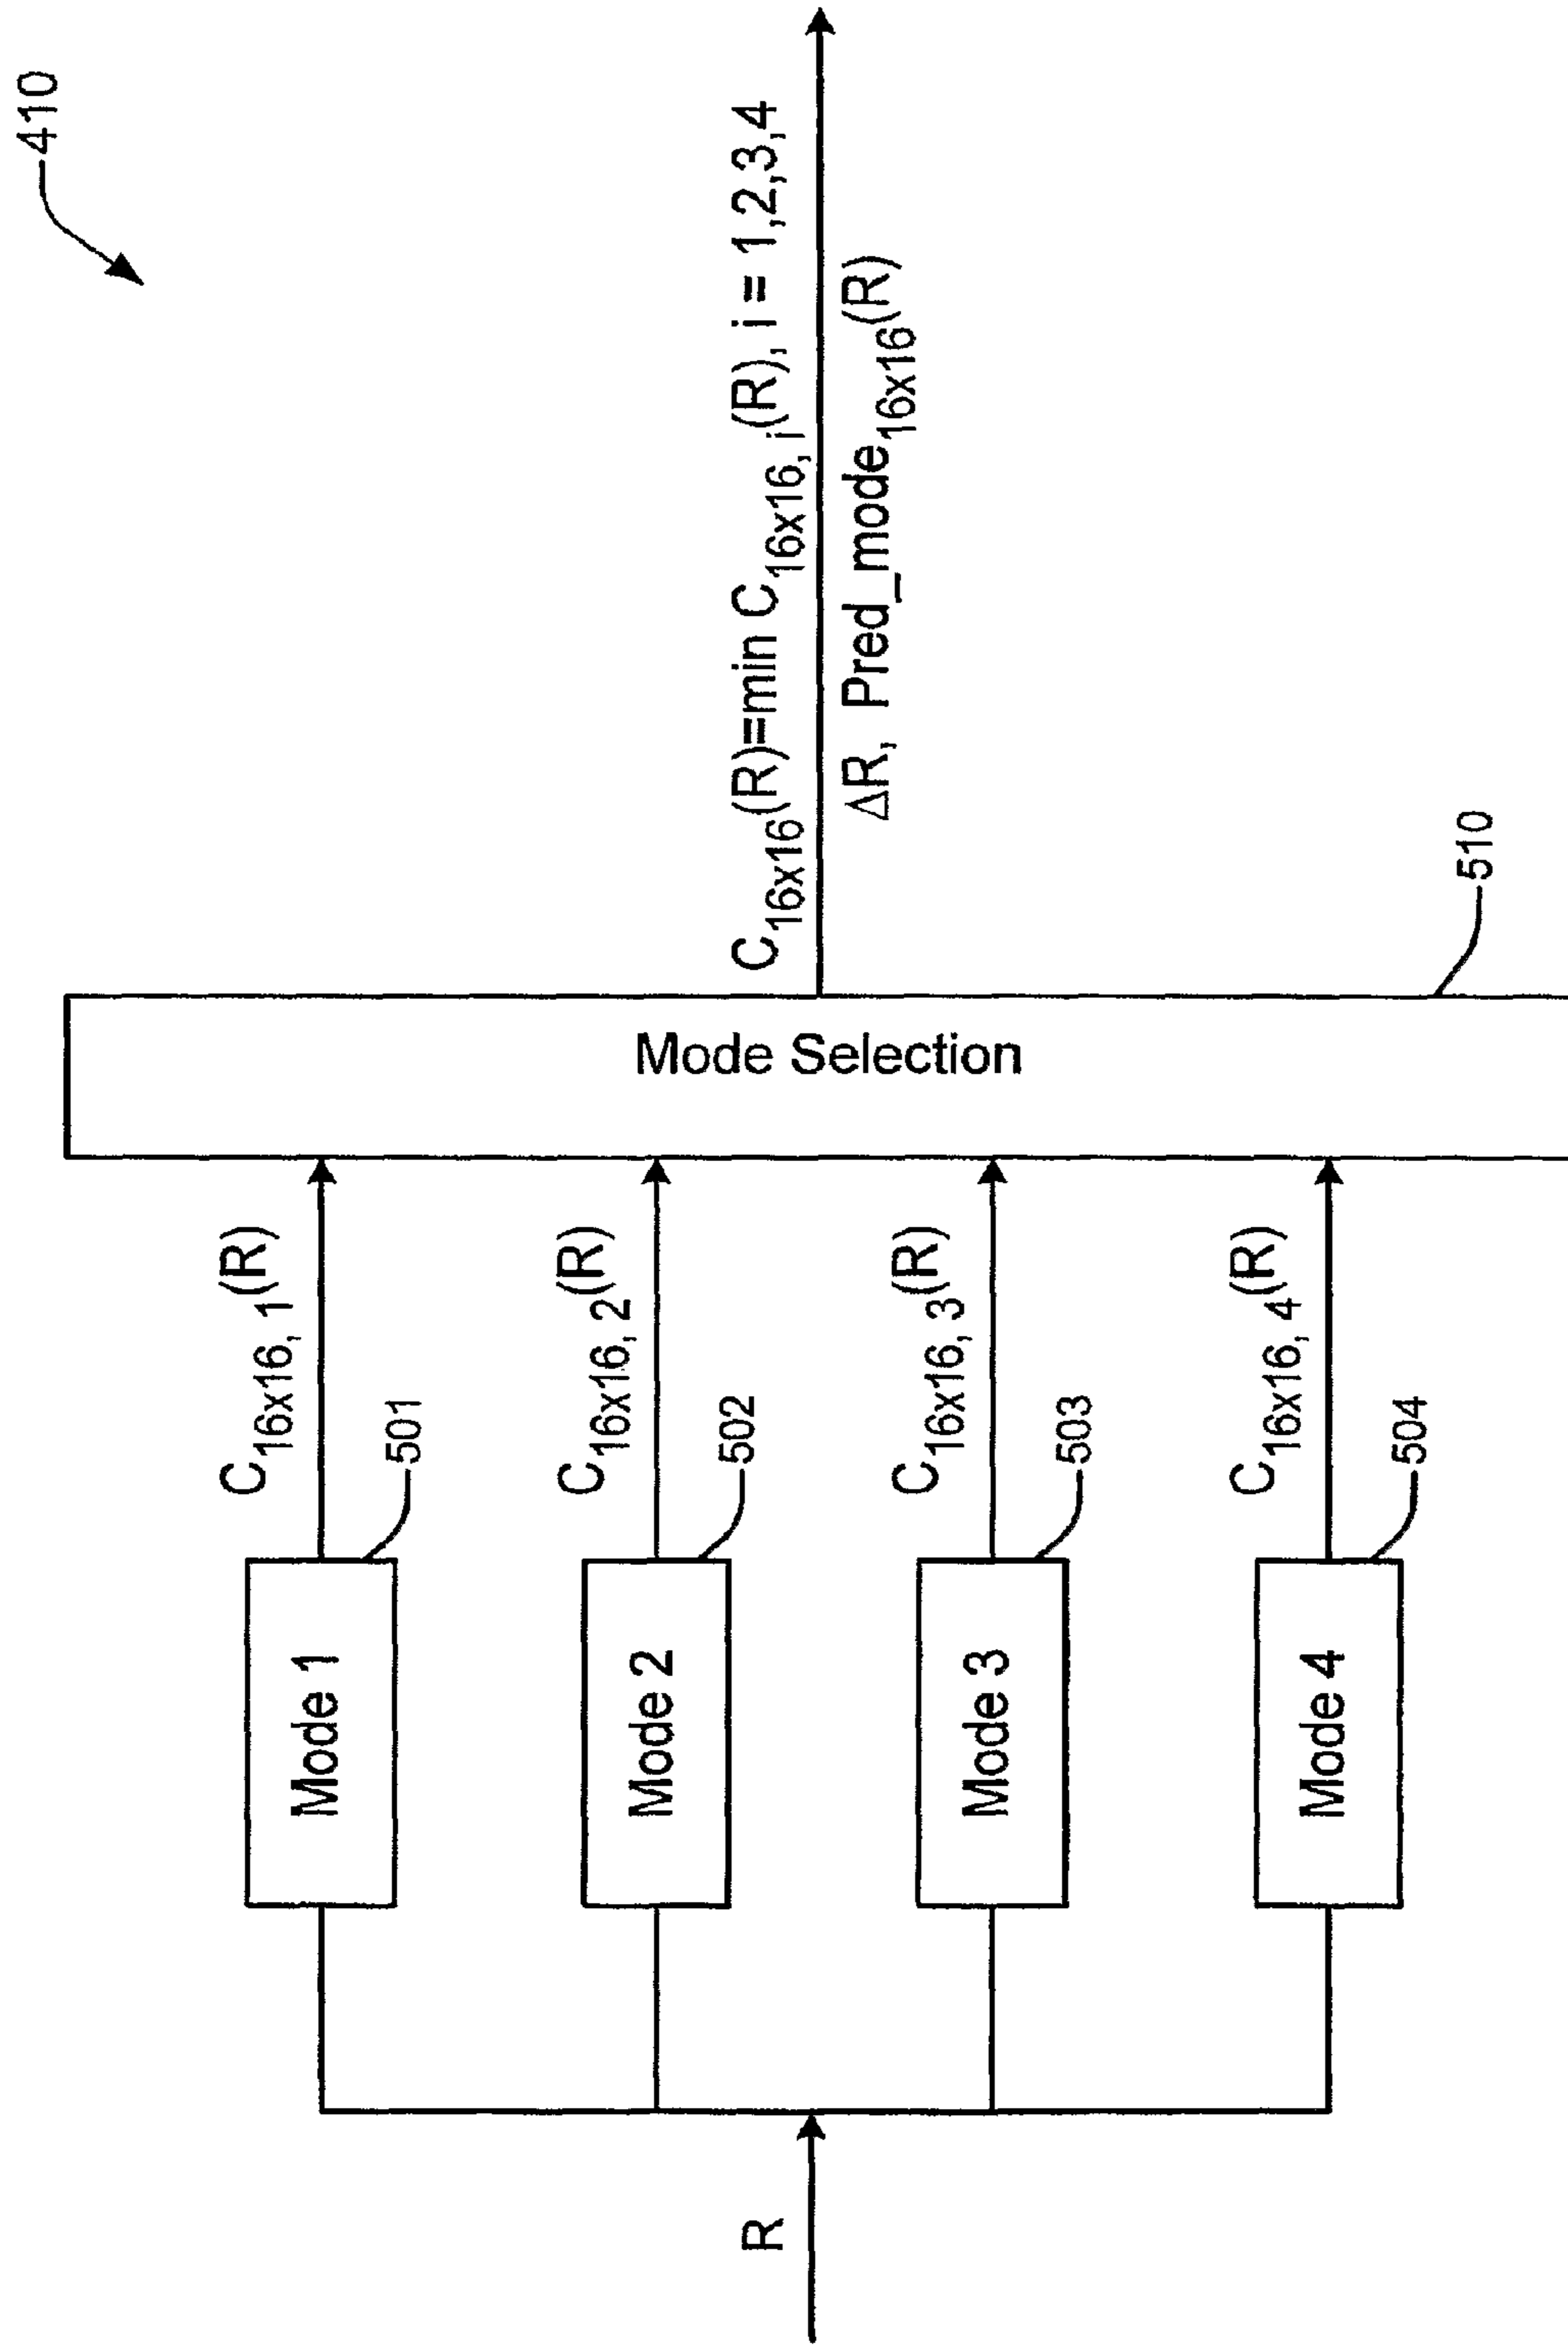 410
R
Mode 1
501
C16x16, 1(R)
Mode 2
502
C16x16, 2(R)
Mode 3
503
C16x16, 3(R)
Mode 4
504
C16x16, 4(R)
Mode Selection
510
C16x16(R)=min C16x16, i(R), i = 1,2,3,4
ΔR, Pred_mode16x16(R)